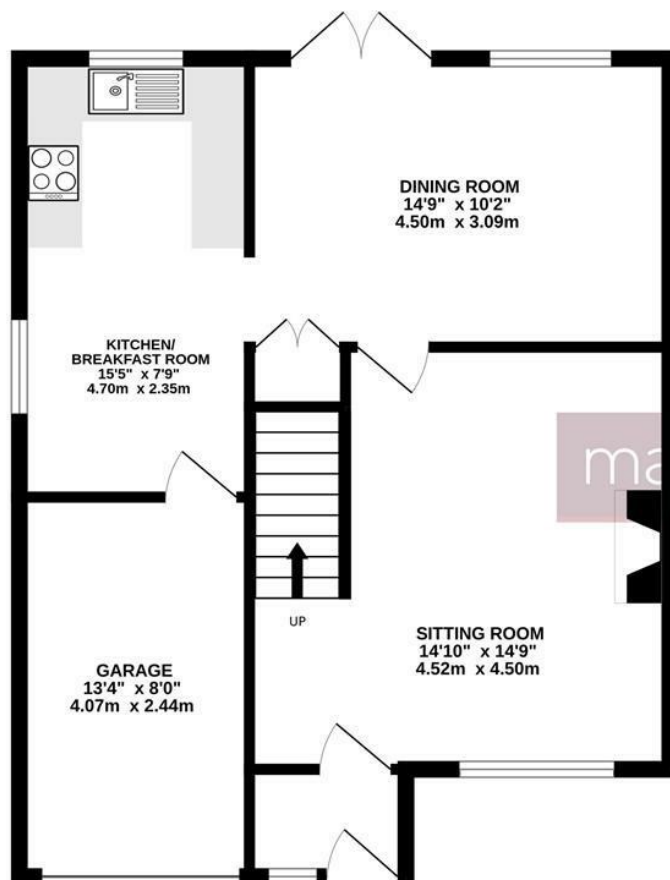 DINING ROOM
14'9" x 10'2"
4.50m x 3.09m
KITCHEN/
BREAKFAST ROOM
15'5" x 7'9"
4.70m x 2.35m
UP
SITTING ROOM
14'10" x 14'9"
4.52m x 4.50m
GARAGE
13'4" x 8'0"
4.07m x 2.44m
ma